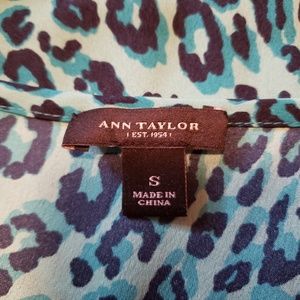 ANN TAYLOR
EST. 1954
S
MADE IN
CHINA